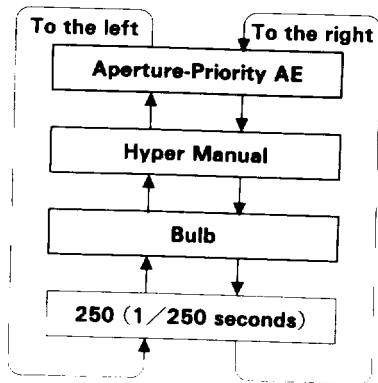 To the left
To the right
Aperture-Priority AE
Hyper Manual
Bulb
250 (1/250 seconds)